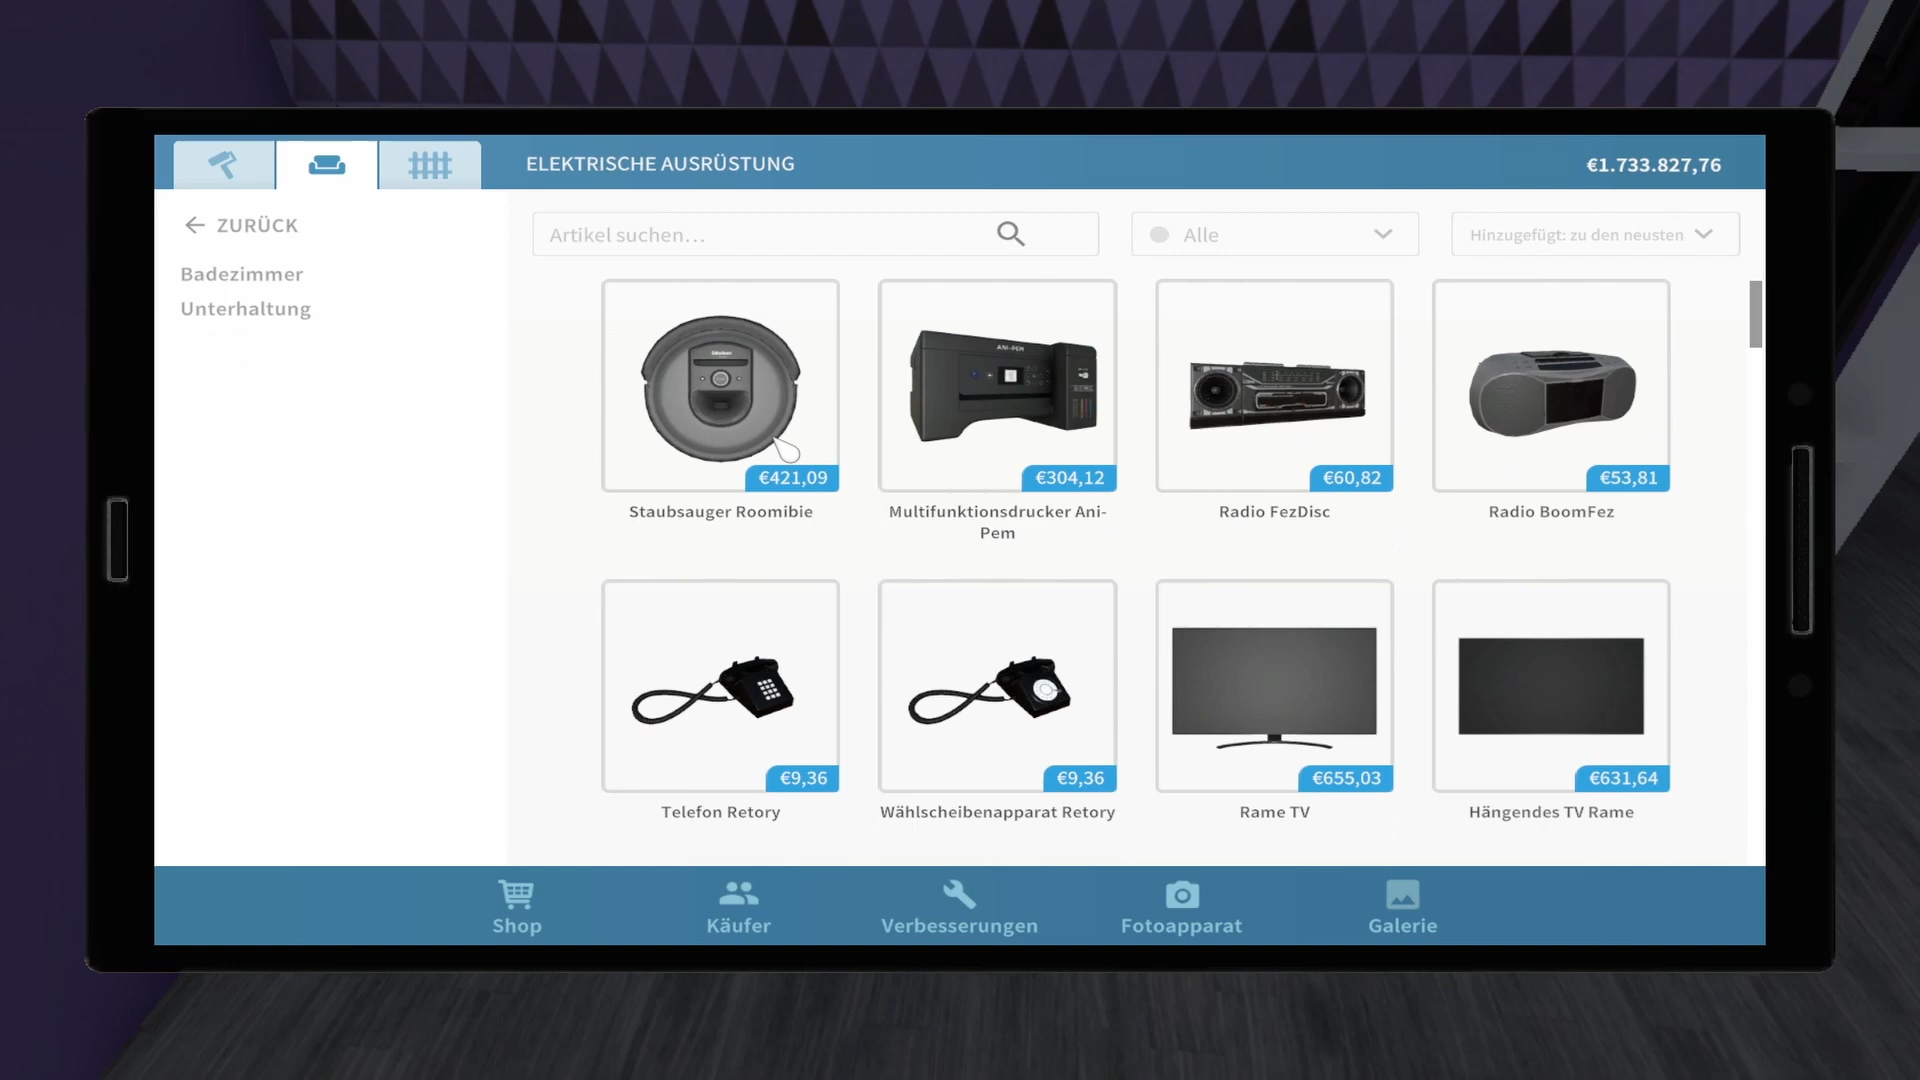 ELEKTRISCHE AUSRÜSTUNG
€1.733.827,76
ZURÜCK
Badezimmer
Unterhaltung
Artikel suchen...
Alle
Hinzugefügt: zu den neusten
ANI-PEM
€421,09
€304,12
€60,82
€53,81
Staubsauger Roomibie
Multifunktionsdrucker Ani-
Pem
Radio FezDisc
Radio BoomFez
€9,36
€9,36
€655,03
€631,64
Telefon Retory
Wählscheibenapparat Retory
Rame TV
Hängendes TV Rame
Shop
Käufer
Verbesserungen
Fotoapparat
Galerie